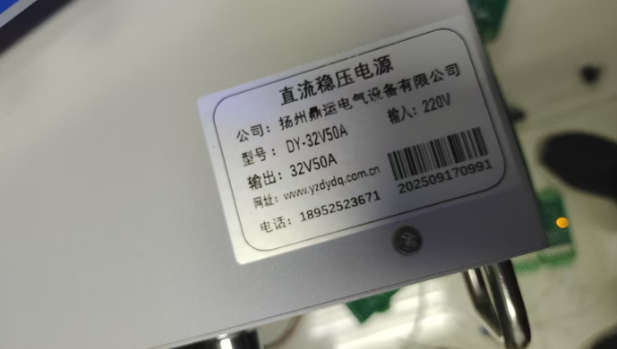 直流稳压电源
公司：扬州鼎运电气设备有限公司
型号：DY-32V50A 输入：220V
输出：32V50A
网址：www.yzdydq.com.cn
电话：18952523671
202509170991